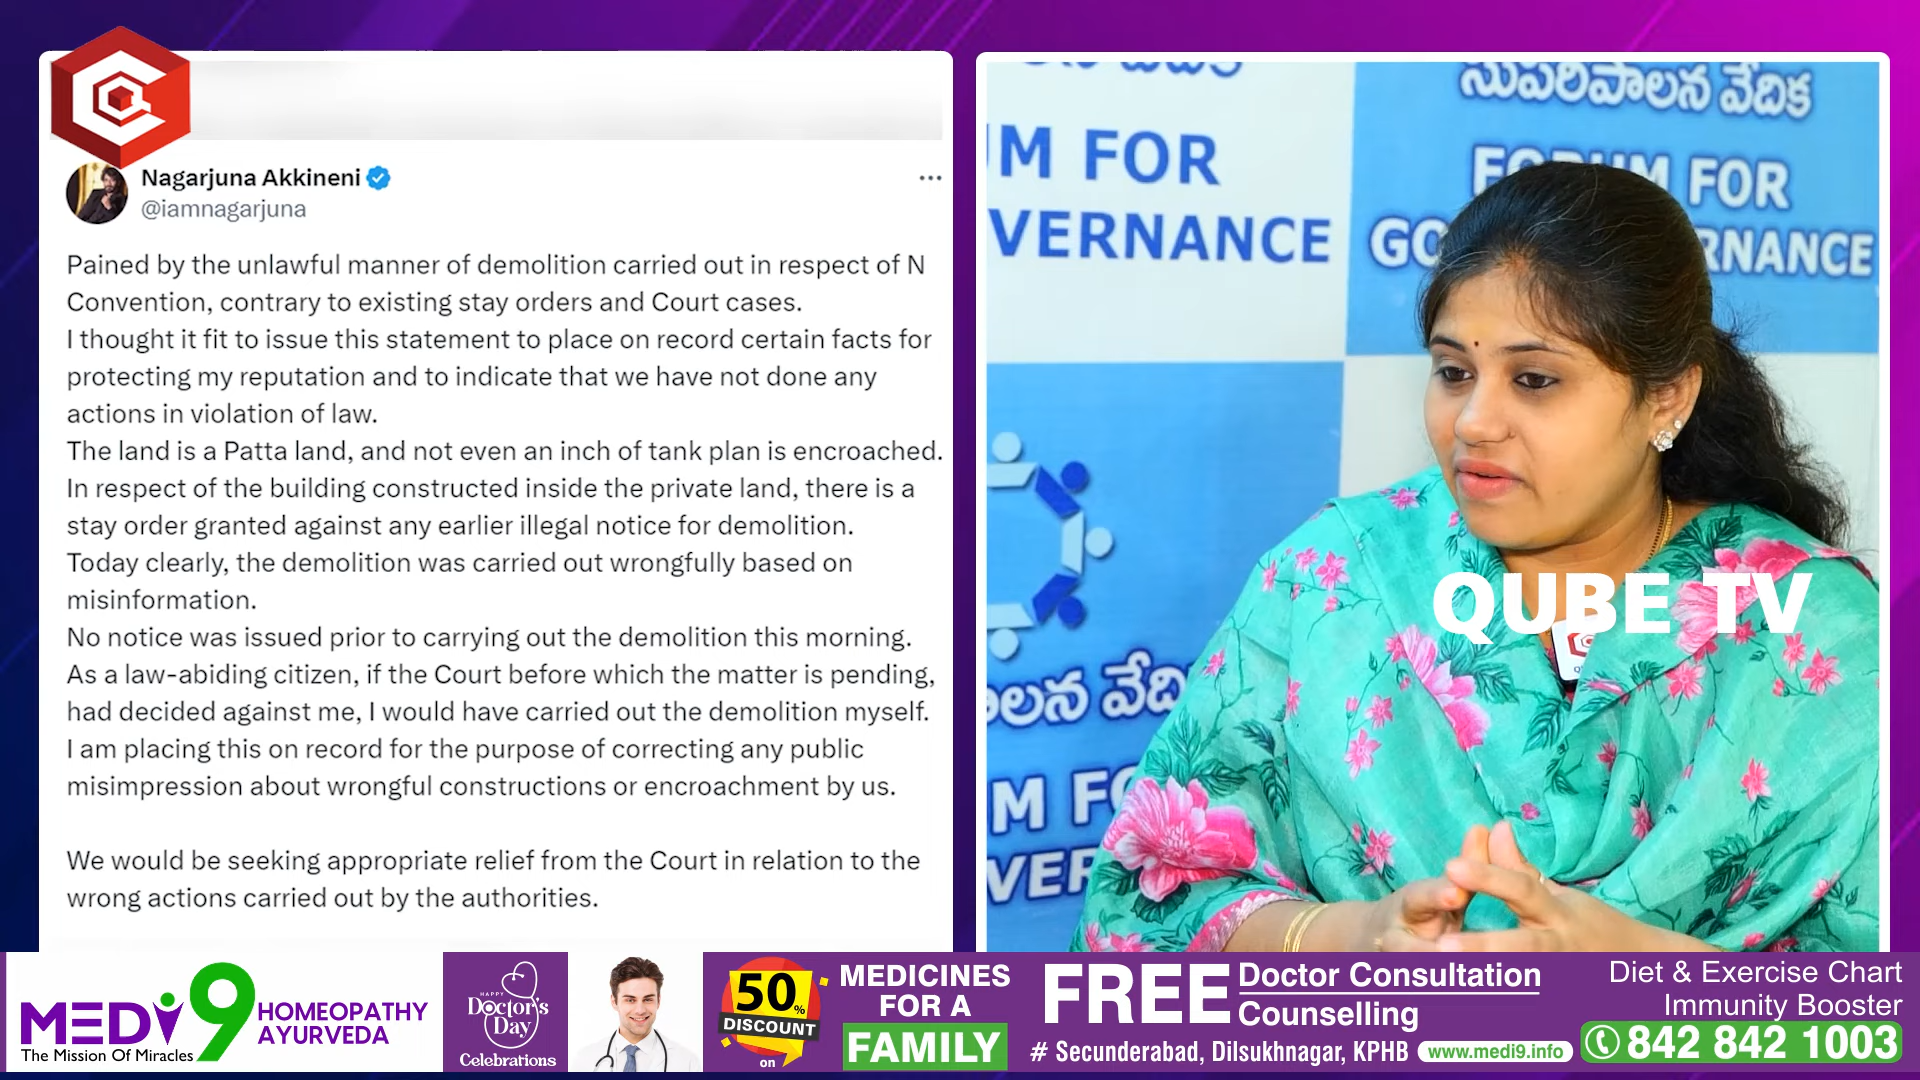 Nagarjuna Akkineni
@iamnagarjuna
Pained by the unlawful manner of demolition carried out in respect of N
Convention, contrary to existing stay orders and Court cases.
I thought it fit to issue this statement to place on record certain facts for
protecting my reputation and to indicate that we have not done any
actions in violation of law.
The land is a Patta land, and not even an inch of tank plan is encroached.
In respect of the building constructed inside the private land, there is a
stay order granted against any earlier illegal notice for demolition.
Today clearly, the demolition was carried out wrongfully based on
misinformation.
No notice was issued prior to carrying out the demolition this morning.
As a law-abiding citizen, if the Court before which the matter is pending,
had decided against me, I would have carried out the demolition myself.
I am placing this on record for the purpose of correcting any public
misimpression about wrongful constructions or encroachment by us.
We would be seeking appropriate relief from the Court in relation to the
wrong actions carried out by the authorities.
సుపరిపాలన వేదిక
M FOR
VERNANCE
FORUM FOR
GO RNANCE
QUBE TV
ాలన వేది
M FO
VER
MEDi9
HOMEOPATHY
AYURVEDA
The Mission Of Miracles
HAPPY
Doctor's
Day
Celebrations
50%
DISCOUNT
on
MEDICINES
FOR A
FAMILY
FREE
Doctor Consultation
Counselling
# Secunderabad, Dilsukhnagar, KPHB
www.medi9.info
Diet & Exercise Chart
Immunity Booster
842 842 1003